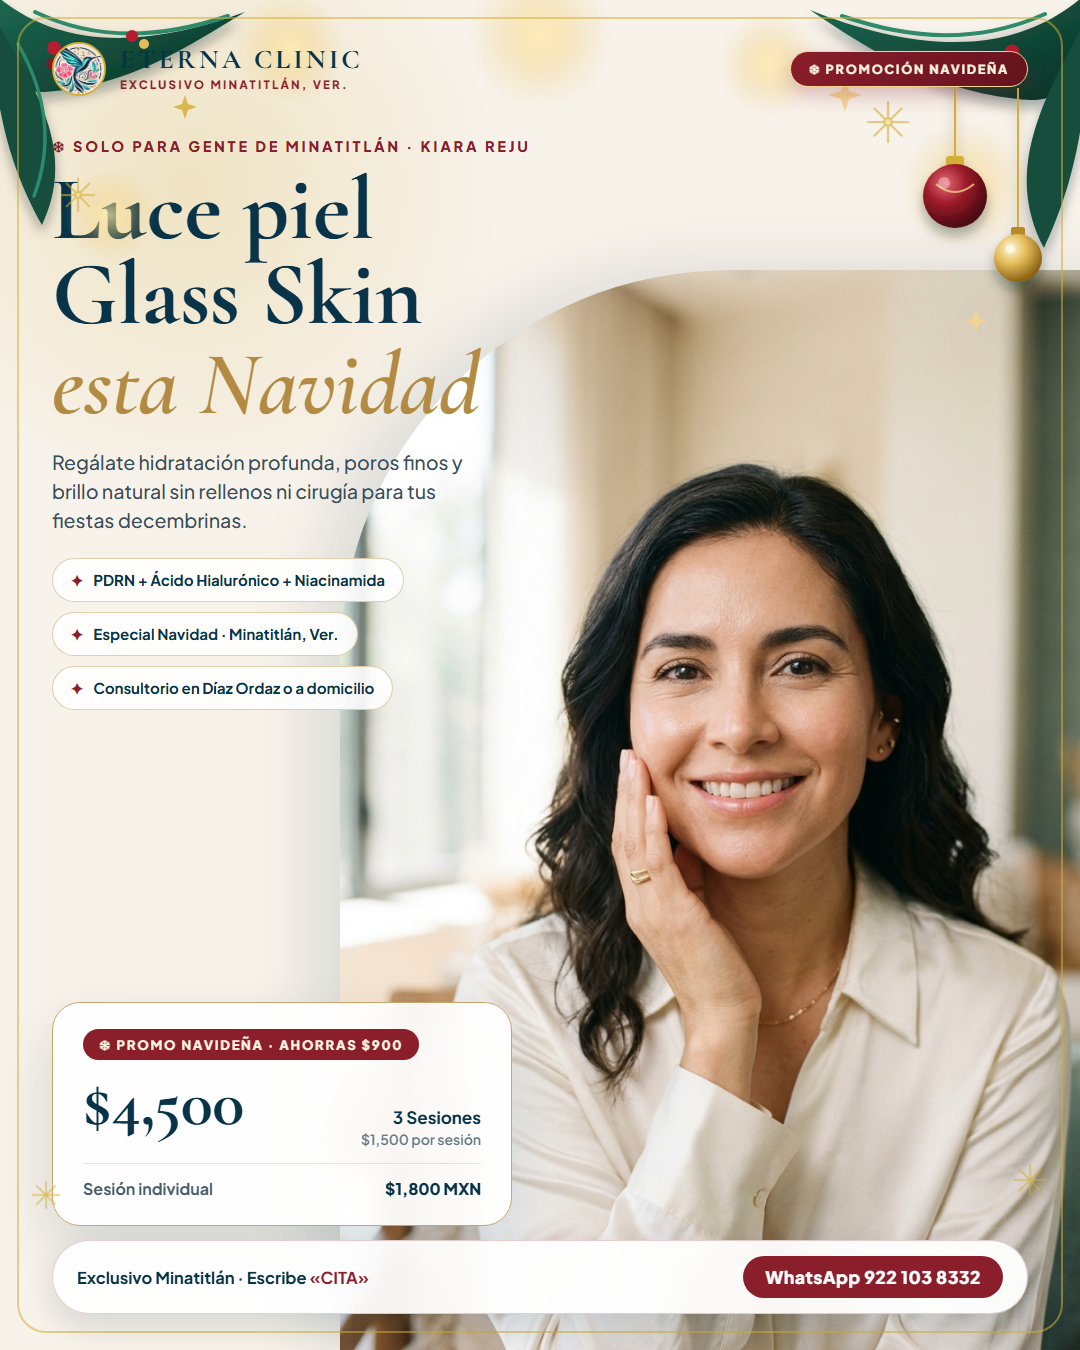 ETERNA CLINIC
EXCLUSIVO MINATITLÁN, VER.
❄ PROMOCIÓN NAVIDEÑA
❄ SOLO PARA GENTE DE MINATITLÁN · KIARA REJU
Luce piel
Glass Skin
esta Navidad
Regálate hidratación profunda, poros finos y
brillo natural sin rellenos ni cirugía para tus
fiestas decembrinas.
✦ PDRN + Ácido Hialurónico + Niacinamida
✦ Especial Navidad · Minatitlán, Ver.
✦ Consultorio en Díaz Ordaz o a domicilio
❄ PROMO NAVIDEÑA · AHORRAS $900
$4,500
3 Sesiones
$1,500 por sesión
Sesión individual
$1,800 MXN
Exclusivo Minatitlán · Escribe «CITA»
WhatsApp 922 103 8332